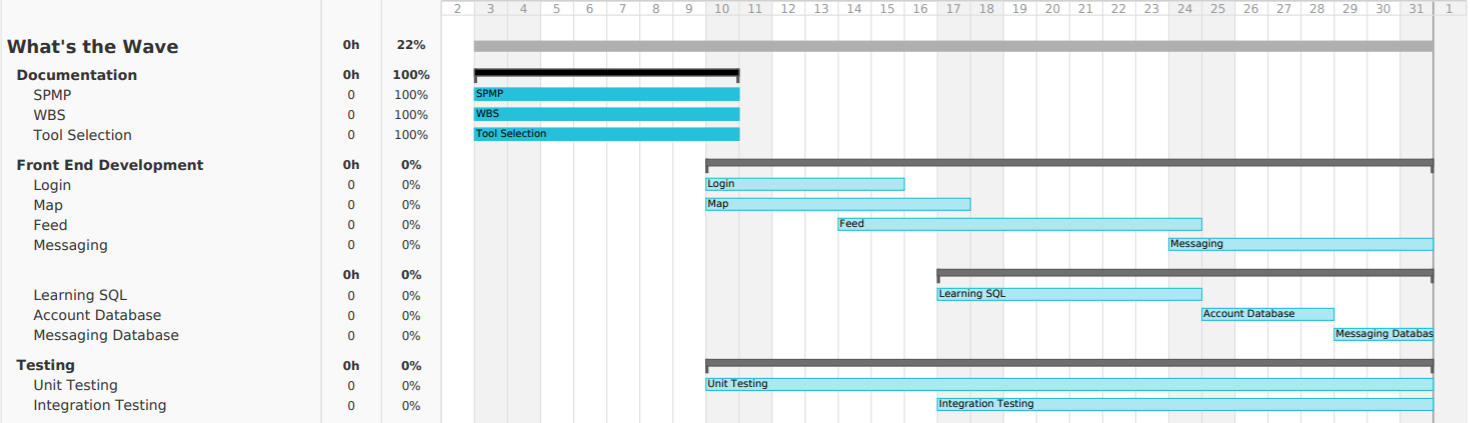 2 3 4 5 6 7 8 9 10 11 12 13 14 15 16 17 18 19 20 21 22 23 24 25 26 27 28 29 30 31 1
What's the Wave 0h 22%
Documentation 0h 100%
SPMP 0 100% SPMP
WBS 0 100% WBS
Tool Selection 0 100% Tool Selection
Front End Development 0h 0%
Login 0 0% Login
Map 0 0% Map
Feed 0 0% Feed
Messaging 0 0% Messaging
0h 0%
Learning SQL 0 0% Learning SQL
Account Database 0 0% Account Database
Messaging Database 0 0% Messaging Databas
Testing 0h 0%
Unit Testing 0 0% Unit Testing
Integration Testing 0 0% Integration Testing